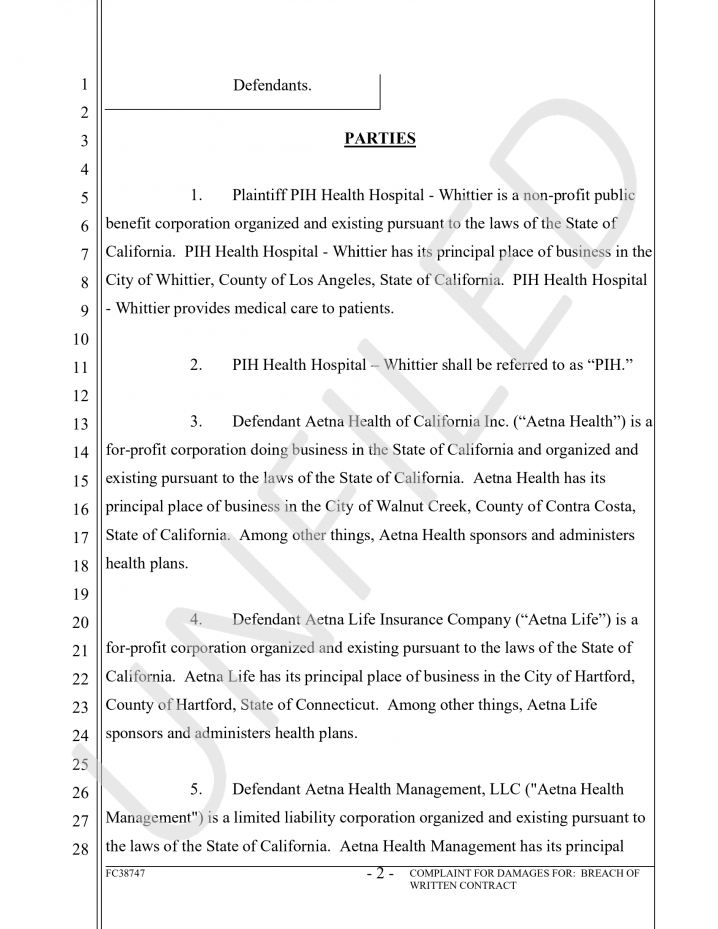 1 Defendants.
2
3 PARTIES
4
5 1. Plaintiff PIH Health Hospital - Whittier is a non-profit public
6 benefit corporation organized and existing pursuant to the laws of the State of
7 California. PIH Health Hospital - Whittier has its principal place of business in the
8 City of Whittier, County of Los Angeles, State of California. PIH Health Hospital
9 - Whittier provides medical care to patients.
10
11 2. PIH Health Hospital – Whittier shall be referred to as “PIH.”
12
13 3. Defendant Aetna Health of California Inc. (“Aetna Health”) is a
14 for-profit corporation doing business in the State of California and organized and
15 existing pursuant to the laws of the State of California. Aetna Health has its
16 principal place of business in the City of Walnut Creek, County of Contra Costa,
17 State of California. Among other things, Aetna Health sponsors and administers
18 health plans.
19
20 4. Defendant Aetna Life Insurance Company (“Aetna Life”) is a
21 for-profit corporation organized and existing pursuant to the laws of the State of
22 California. Aetna Life has its principal place of business in the City of Hartford,
23 County of Hartford, State of Connecticut. Among other things, Aetna Life
24 sponsors and administers health plans.
25
26 5. Defendant Aetna Health Management, LLC ("Aetna Health
27 Management") is a limited liability corporation organized and existing pursuant to
28 the laws of the State of California. Aetna Health Management has its principal
FC38747 - 2 - COMPLAINT FOR DAMAGES FOR: BREACH OF
WRITTEN CONTRACT
UNFILED